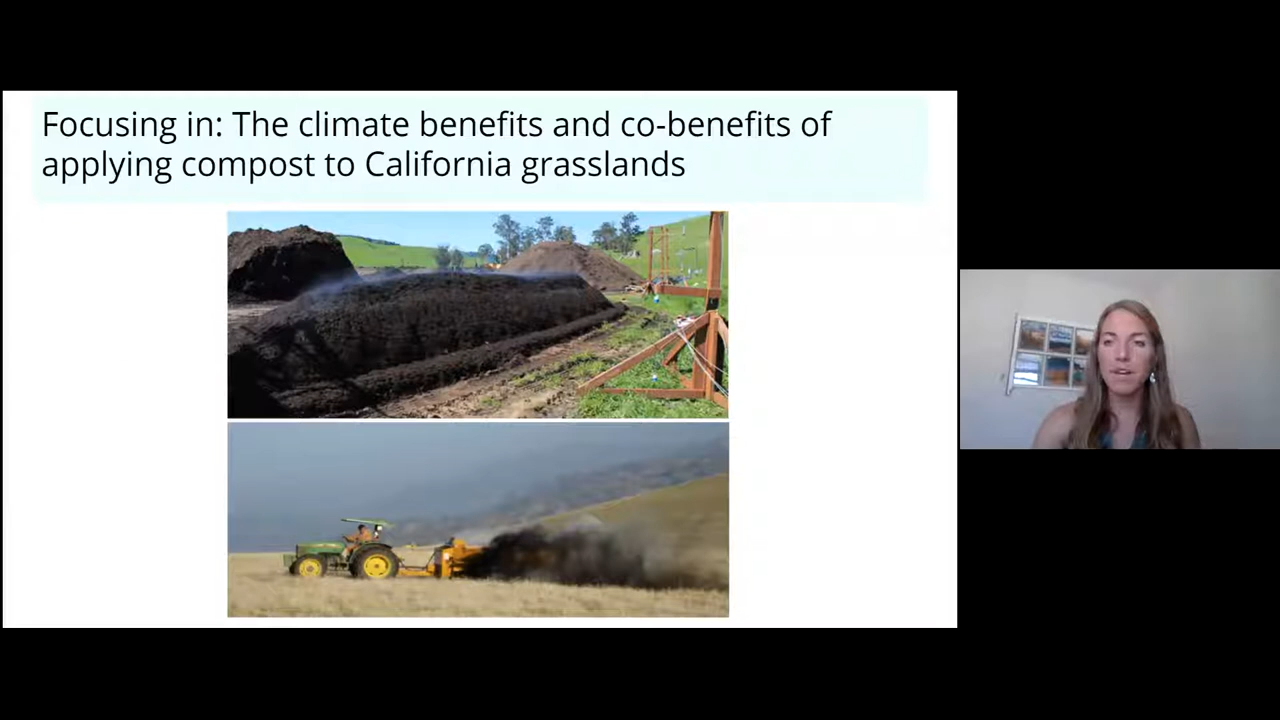 Focusing in: The climate benefits and co-benefits of
applying compost to California grasslands